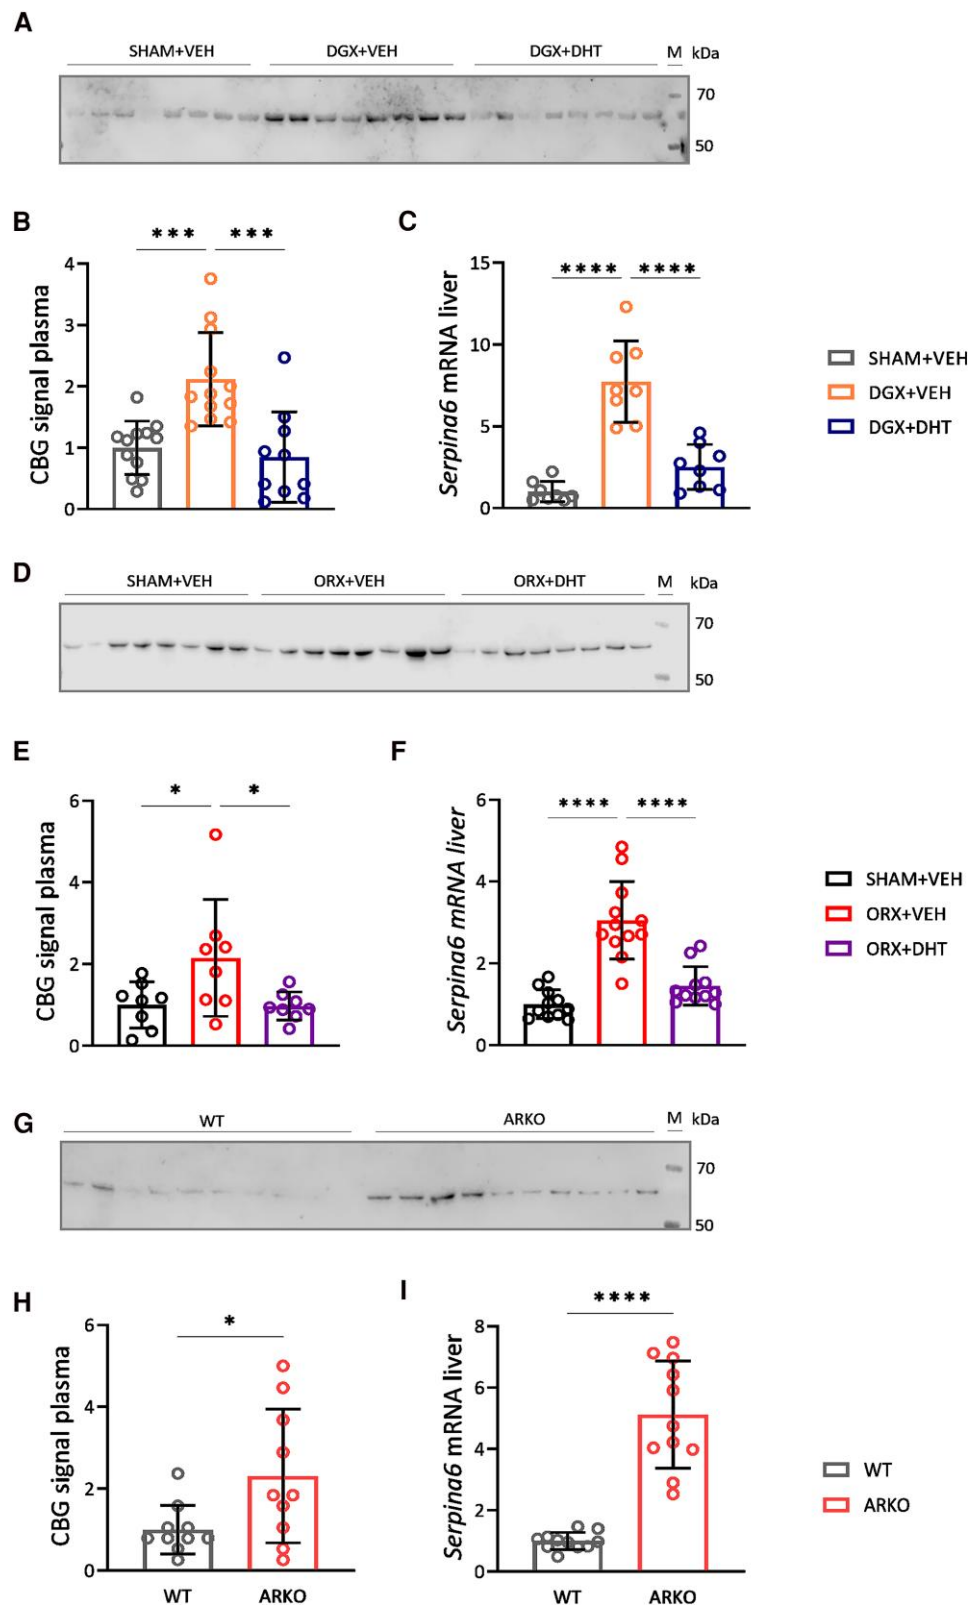 A
SHAM+VEH DGX+VEH DGX+DHT M kDa
70
50
B
*** ***
CBG signal plasma
4
3
2
1
0
C
**** ****
Serpina6 mRNA liver
15
10
5
0
SHAM+VEH
DGX+VEH
DGX+DHT
D
SHAM+VEH ORX+VEH ORX+DHT M kDa
70
50
E
* *
CBG signal plasma
6
4
2
0
F
**** ****
Serpina6 mRNA liver
6
4
2
0
SHAM+VEH
ORX+VEH
ORX+DHT
G
WT ARKO M kDa
70
50
H
*
CBG signal plasma
6
4
2
0
WT ARKO
I
****
Serpina6 mRNA liver
8
6
4
2
0
WT ARKO
WT
ARKO